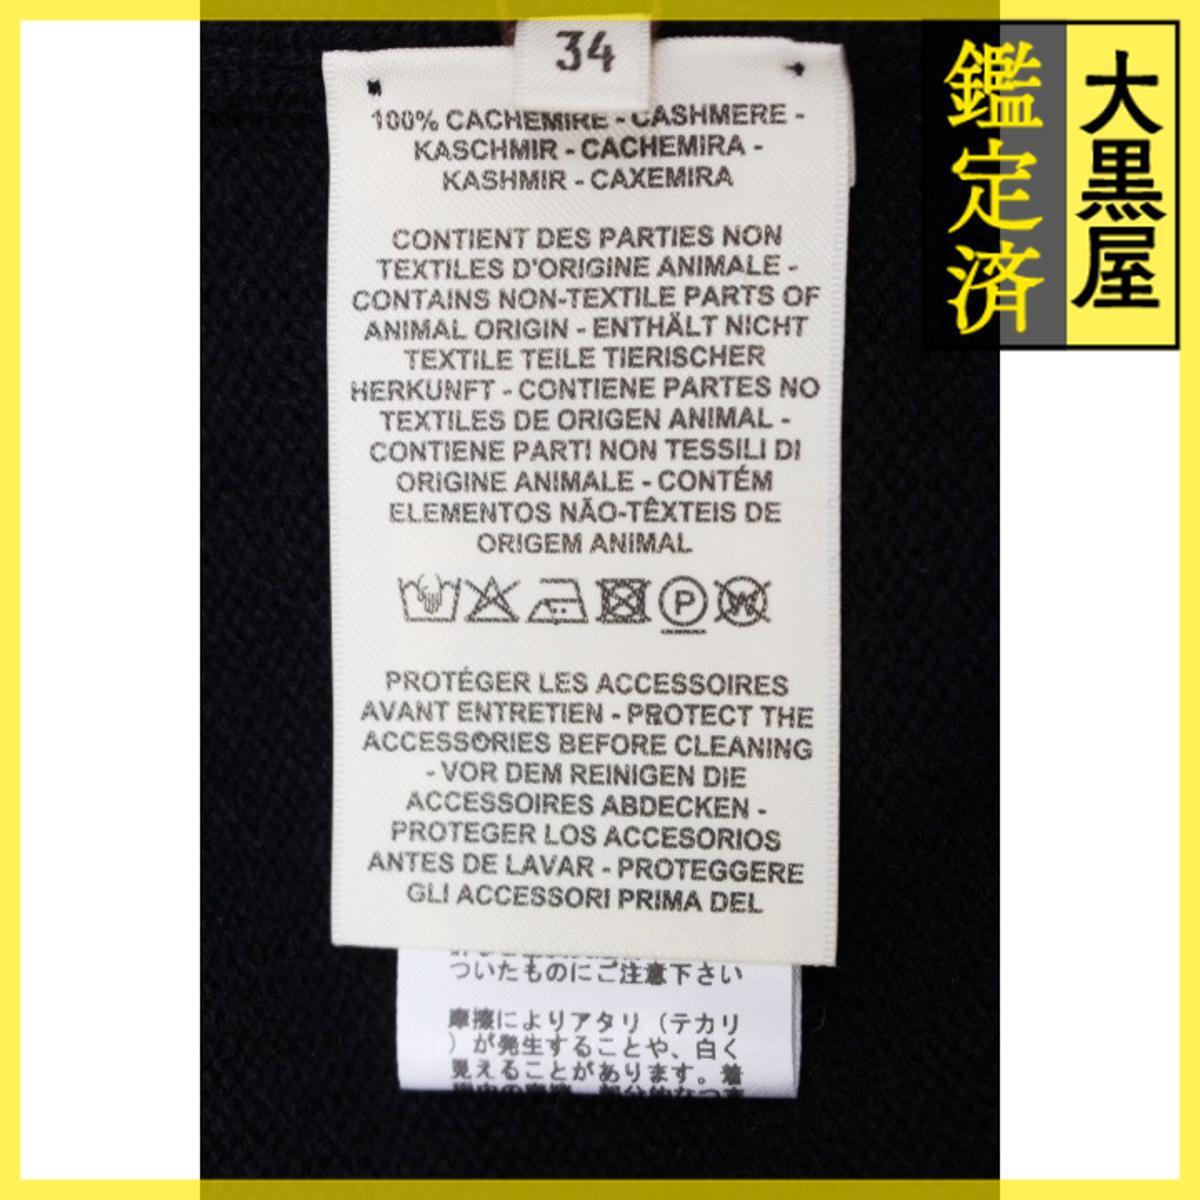 34
100% CACHEMIRE - CASHMERE -
KASCHMIR - CACHEMIRA -
KASHMIR - CAXEMIRA
CONTIENT DES PARTIES NON
TEXTILES D'ORIGINE ANIMALE -
CONTAINS NON-TEXTILE PARTS OF
ANIMAL ORIGIN - ENTHÄLT NICHT
TEXTILE TEILE TIERISCHER
HERKUNFT - CONTIENE PARTES NO
TEXTILES DE ORIGEN ANIMAL -
CONTIENE PARTI NON TESSILI DI
ORIGINE ANIMALE - CONTÉM
ELEMENTOS NÃO-TÊXTEIS DE
ORIGEM ANIMAL
P W
PROTÉGER LES ACCESSOIRES
AVANT ENTRETIEN - PROTECT THE
ACCESSORIES BEFORE CLEANING
- VOR DEM REINIGEN DIE
ACCESSOIRES ABDECKEN -
PROTEGER LOS ACCESORIOS
ANTES DE LAVAR - PROTEGGERE
GLI ACCESSORI PRIMA DEL
ついたものにご注意下さい
摩擦によりアタリ（テカリ
）が発生することや、白く
見えることがあります。着
大黒屋
鑑定済